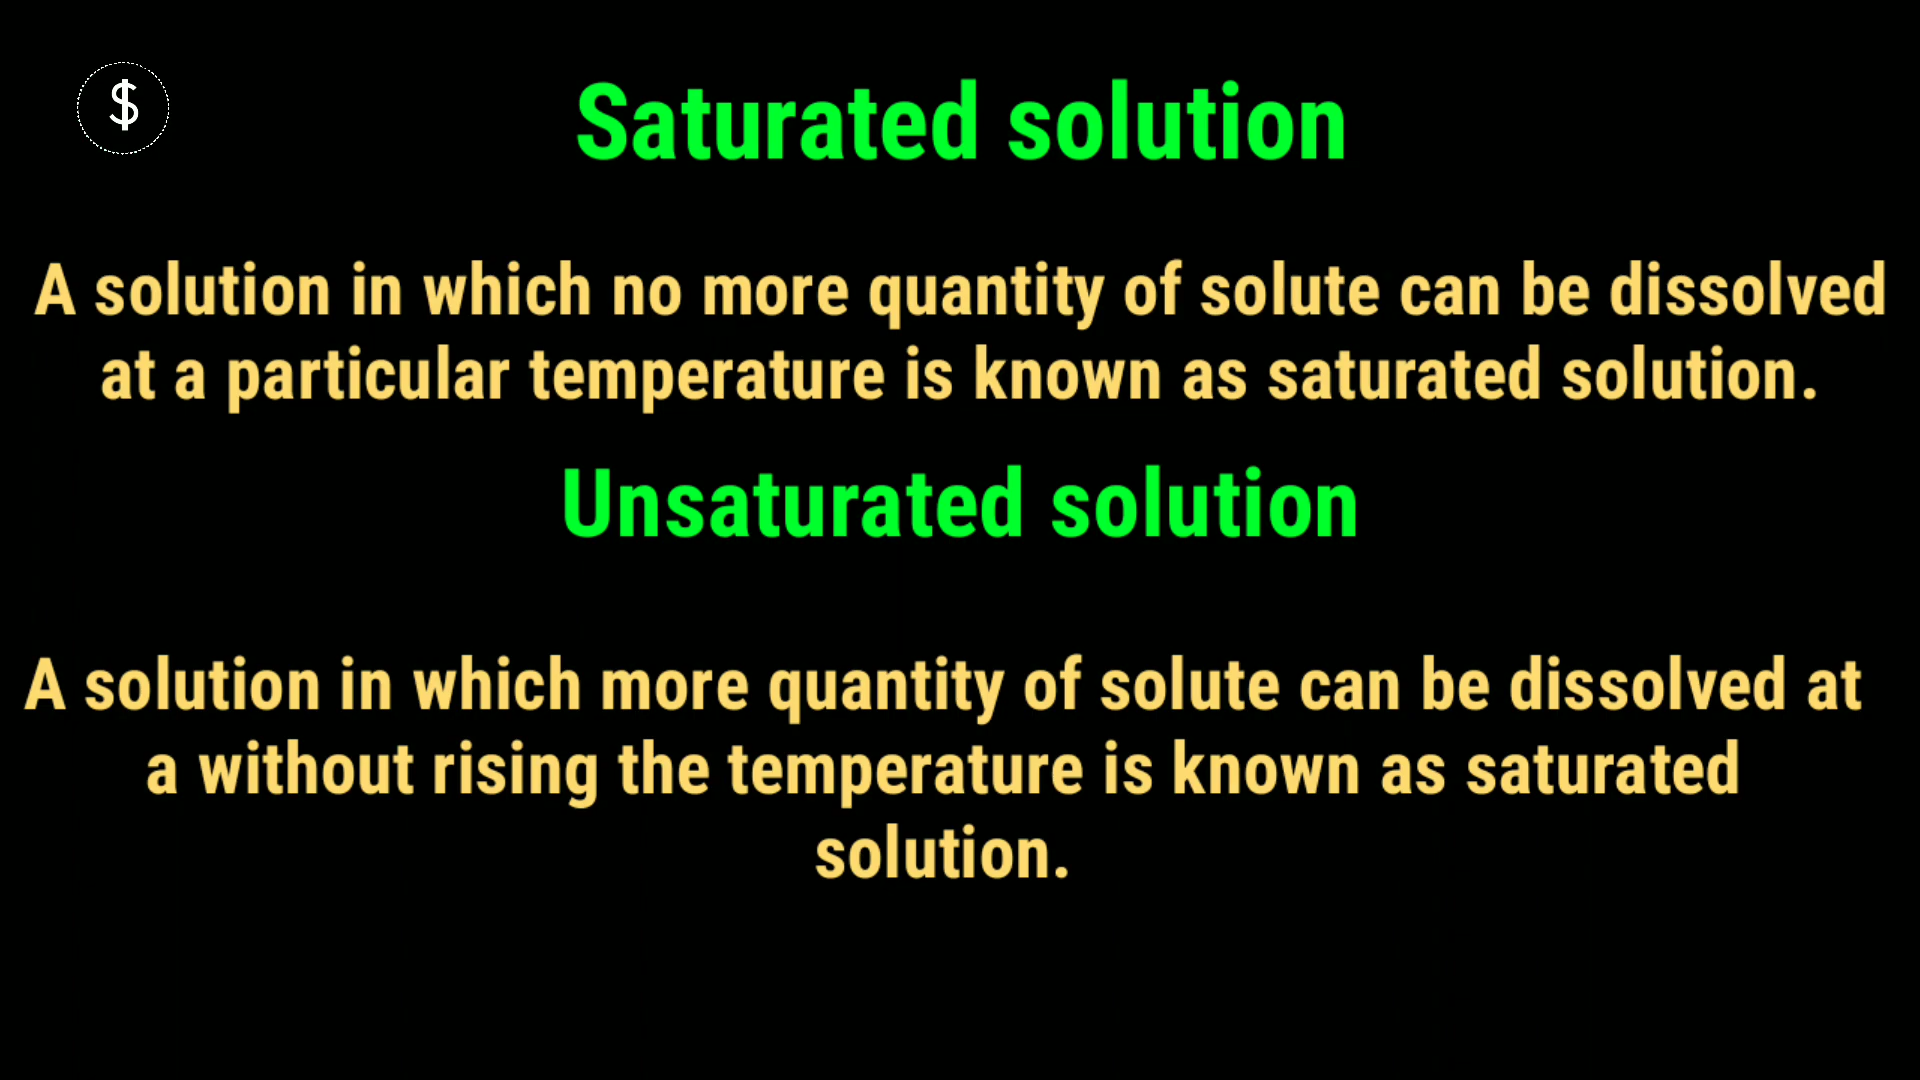 $
Saturated solution
A solution in which no more quantity of solute can be dissolved
at a particular temperature is known as saturated solution.
Unsaturated solution
A solution in which more quantity of solute can be dissolved at
a without rising the temperature is known as saturated
solution.